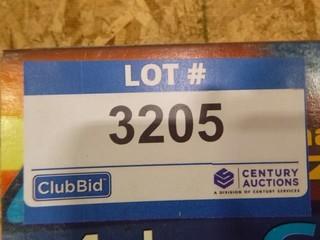 LOT #
3205
ClubBid
CENTURY
AUCTIONS
A DIVISION OF CENTURY SERVICES